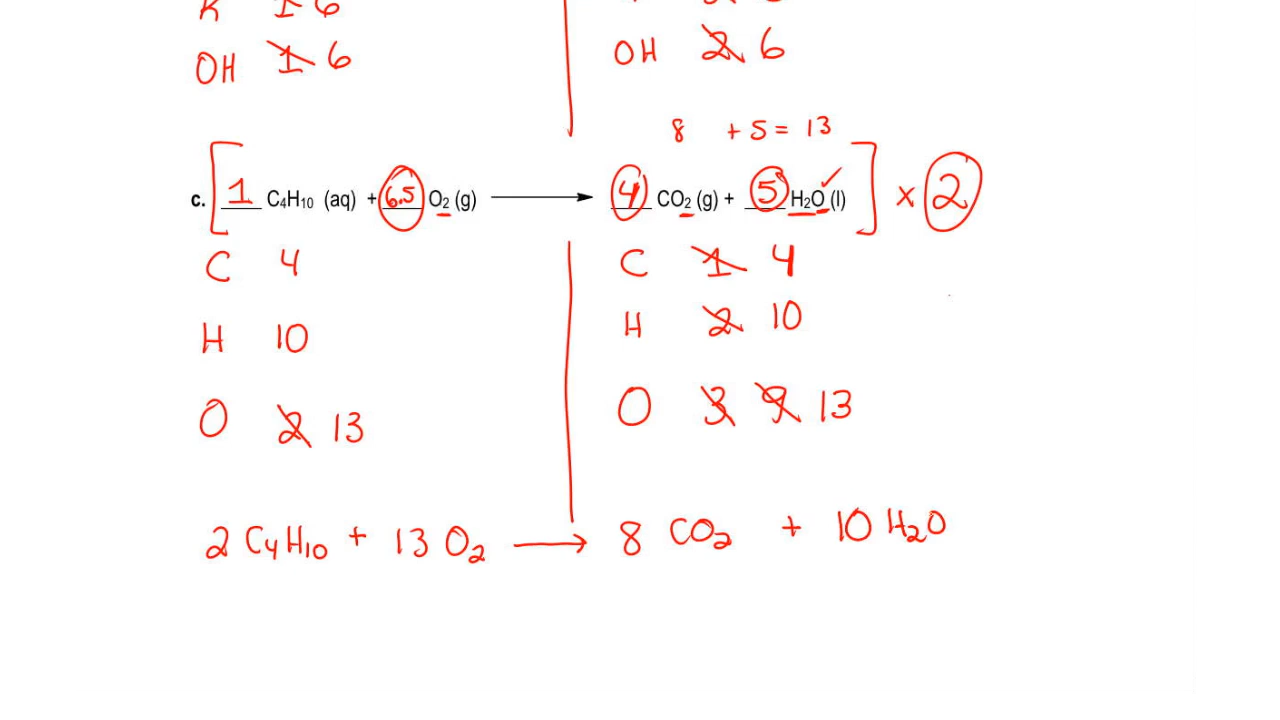 K 1 6
OH 1 6
OH 2 6
8 + 5 = 13
c. [ 1 C4H10 (aq) + 6.5 O2 (g) → 4 CO2 (g) + 5 H2O (l) ] x 2
C 4
C 1 4
H 10
H 2 10
O 2 13
O 3 9 13
2 C4H10 + 13 O2 → 8 CO2 + 10 H2O